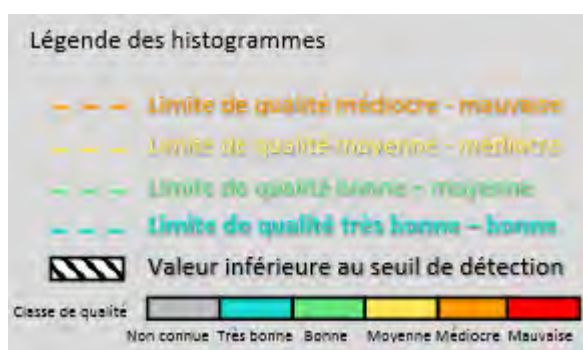 Légende des histogrammes
Limite de qualité médiocre - mauvaise
Limite de qualité moyenne - médiocre
Limite de qualité bonne - moyenne
Limite de qualité très bonne – bonne
Valeur inférieure au seuil de détection
Classe de qualité
Non connue Très bonne Bonne Moyenne Médiocre Mauvaise